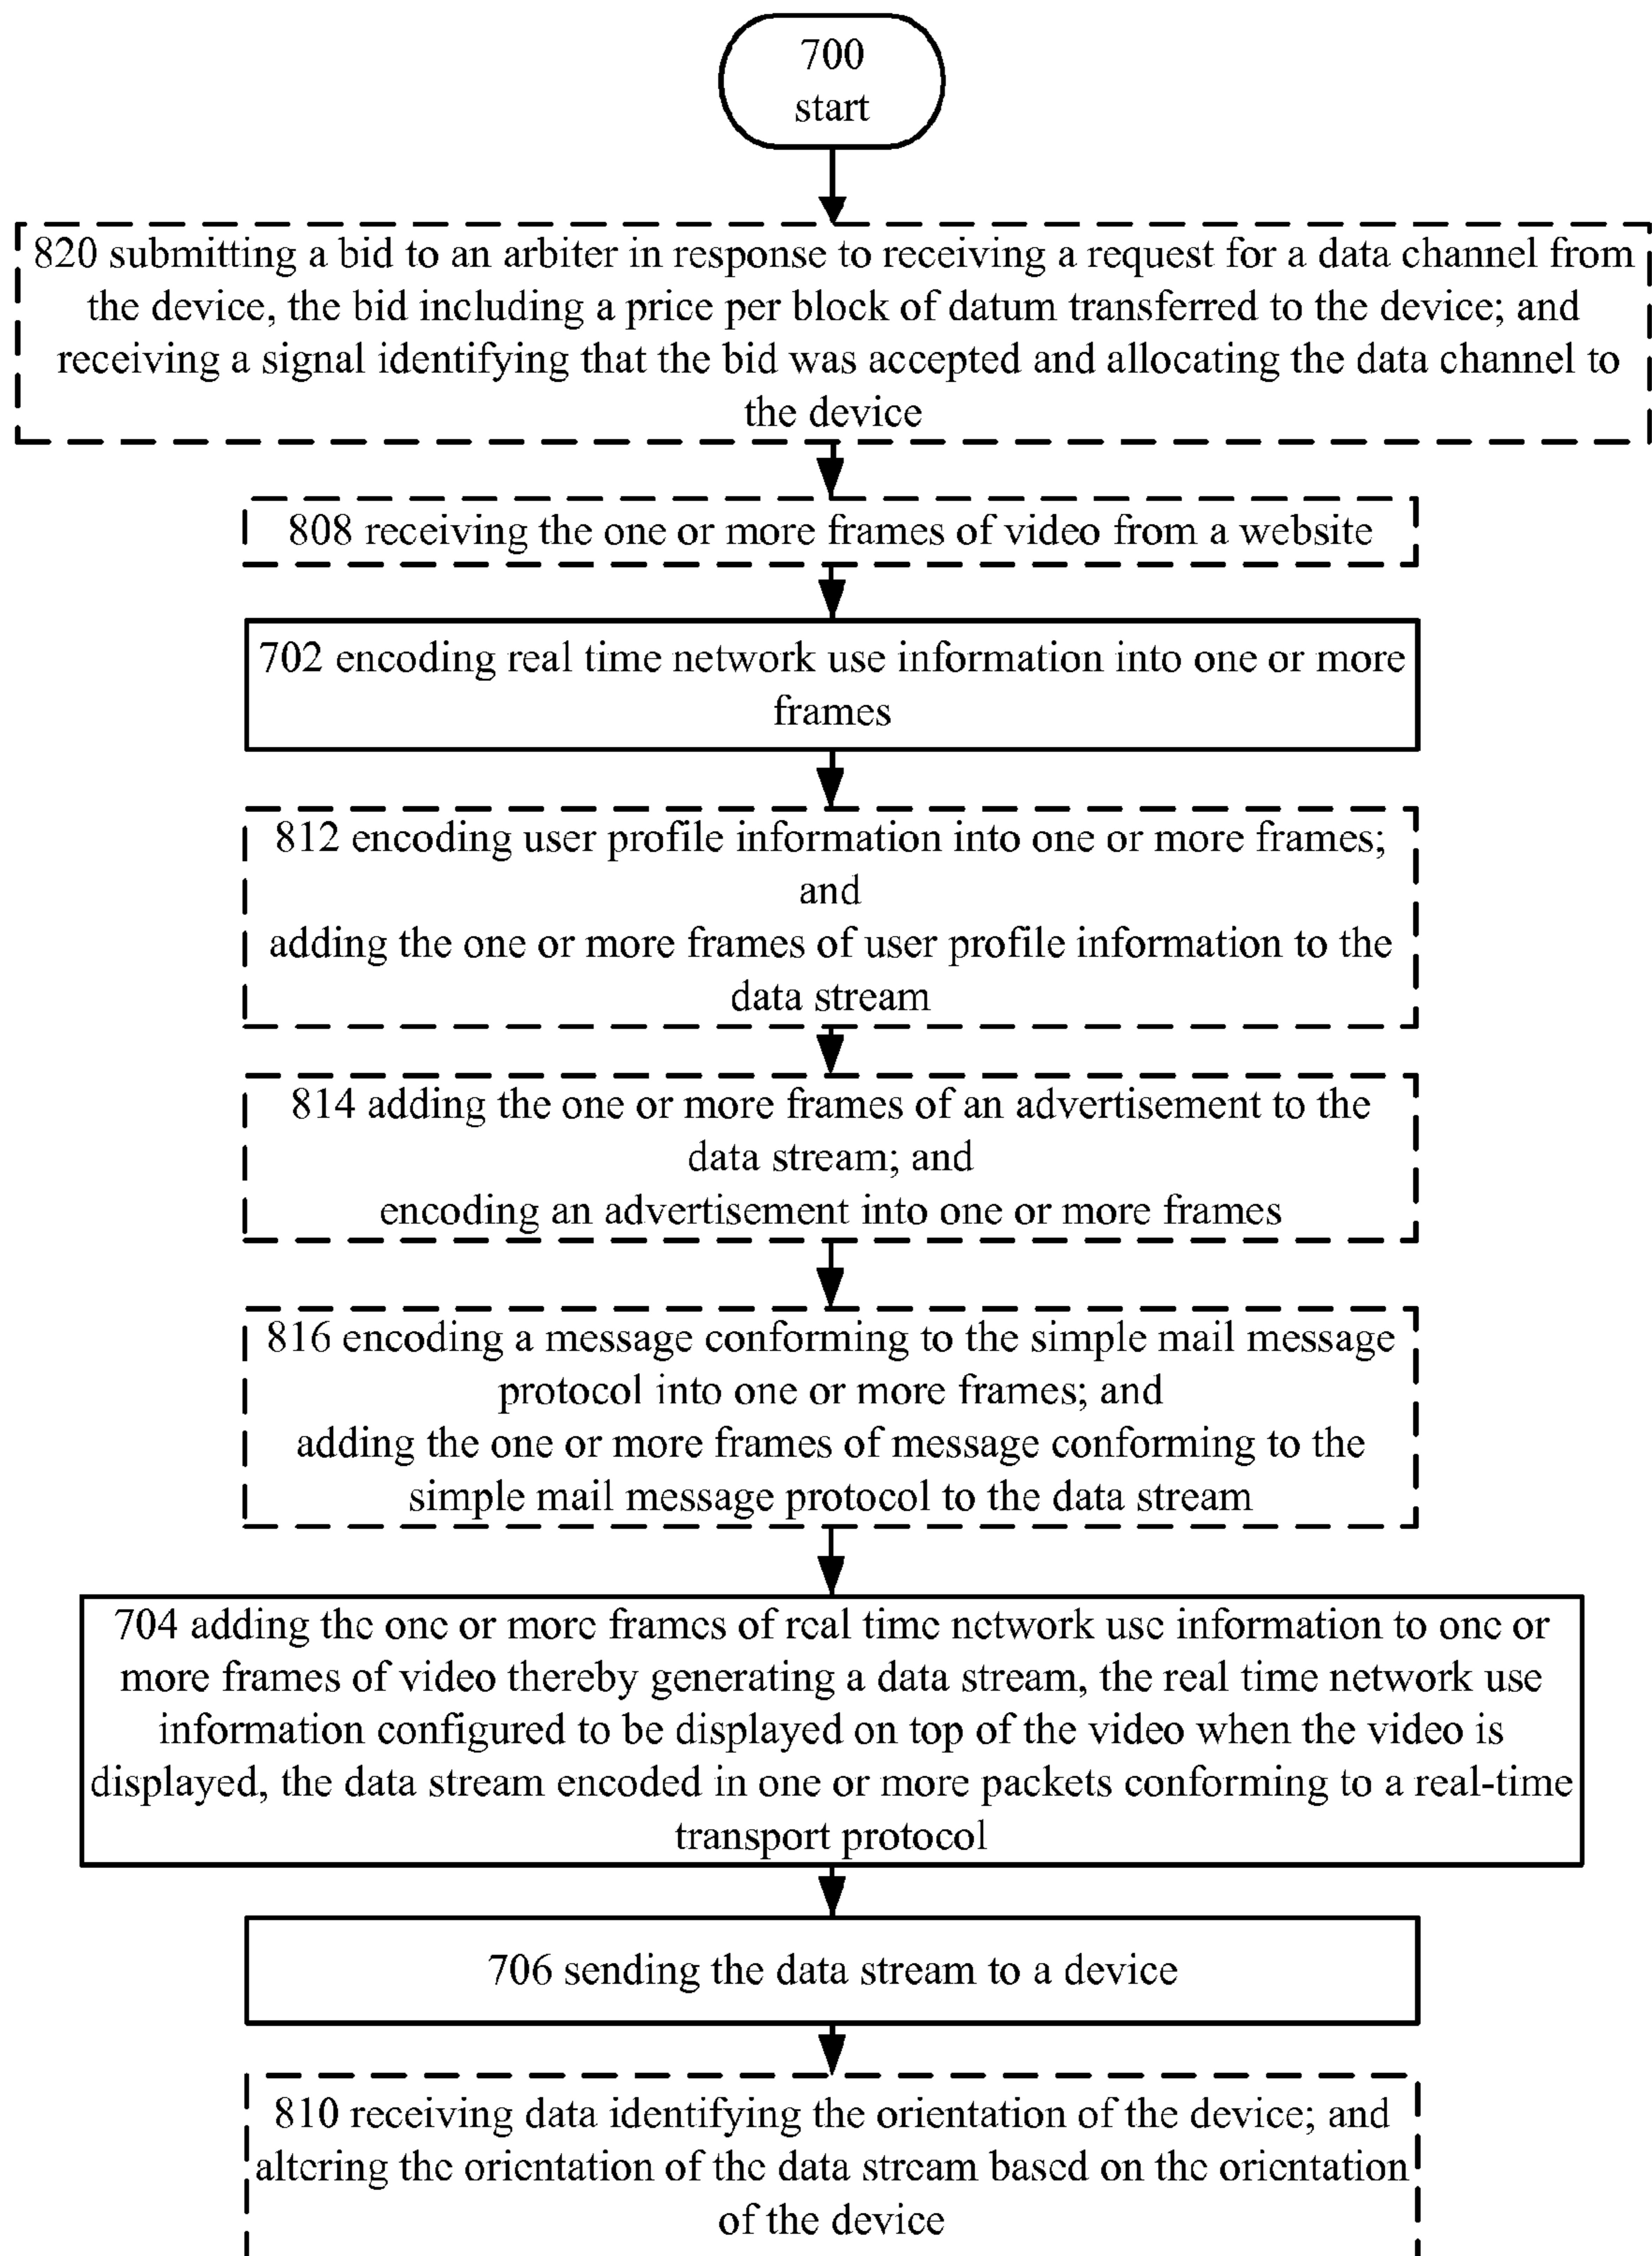 700
start
820 submitting a bid to an arbiter in response to receiving a request for a data channel from
the device, the bid including a price per block of datum transferred to the device; and
receiving a signal identifying that the bid was accepted and allocating the data channel to
the device
808 receiving the one or more frames of video from a website
702 encoding real time network use information into one or more
frames
812 encoding user profile information into one or more frames;
and
adding the one or more frames of user profile information to the
data stream
814 adding the one or more frames of an advertisement to the
data stream; and
encoding an advertisement into one or more frames
816 encoding a message conforming to the simple mail message
protocol into one or more frames; and
adding the one or more frames of message conforming to the
simple mail message protocol to the data stream
704 adding the one or more frames of real time network use information to one or
more frames of video thereby generating a data stream, the real time network use
information configured to be displayed on top of the video when the video is
displayed, the data stream encoded in one or more packets conforming to a real-time
transport protocol
706 sending the data stream to a device
810 receiving data identifying the orientation of the device; and
altering the orientation of the data stream based on the orientation
of the device